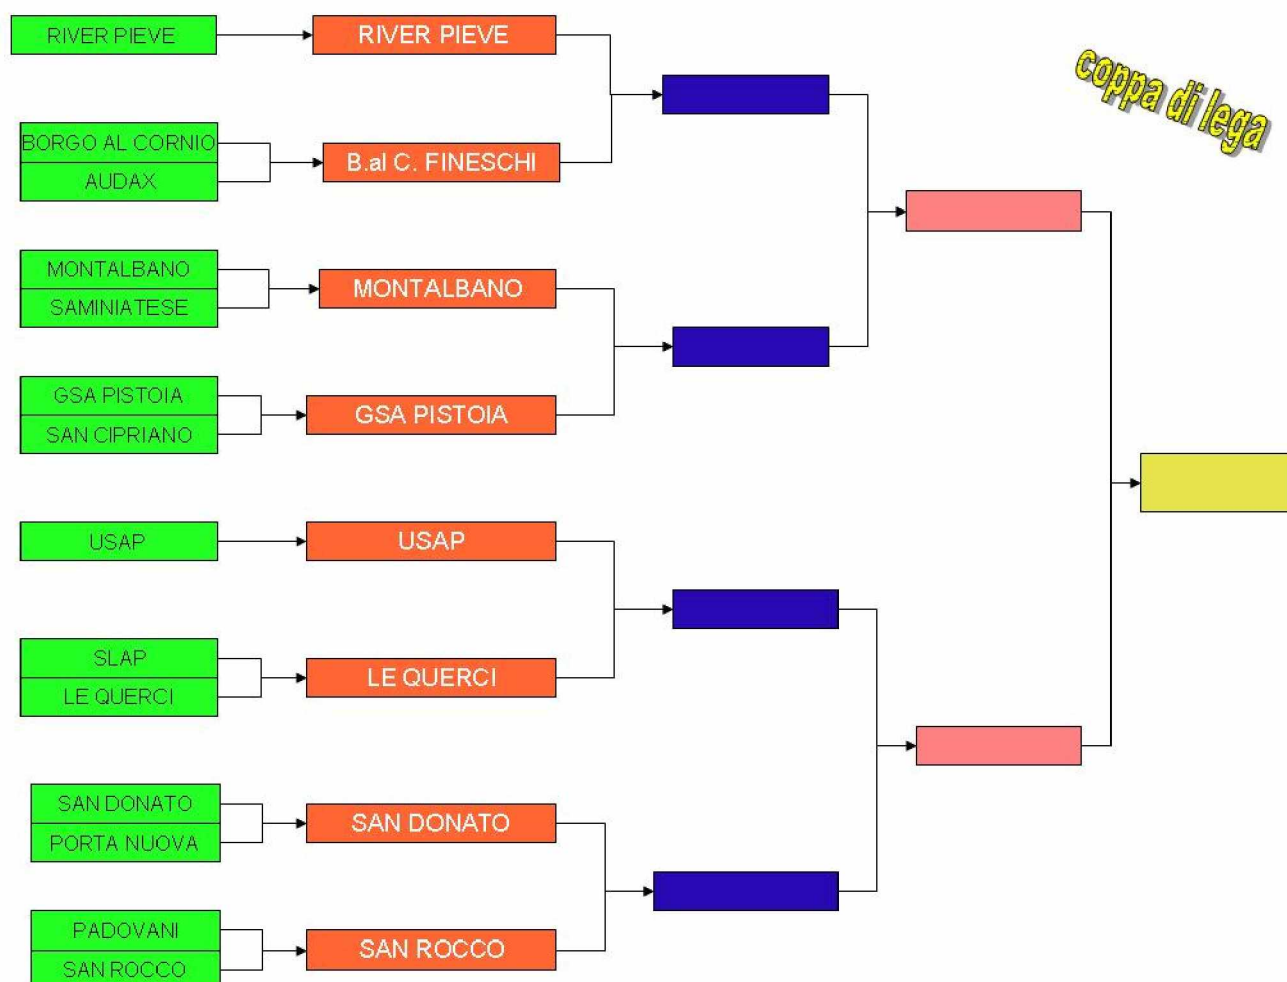 RIVER PIEVE
RIVER PIEVE
coppa di lega
BORGO AL CORNIO
AUDAX
B.al C. FINESCHI
MONTALBANO
SAMINIATESE
MONTALBANO
GSA PISTOIA
SAN CIPRIANO
GSA PISTOIA
USAP
USAP
SLAP
LE QUERCI
LE QUERCI
SAN DONATO
PORTA NUOVA
SAN DONATO
PADOVANI
SAN ROCCO
SAN ROCCO